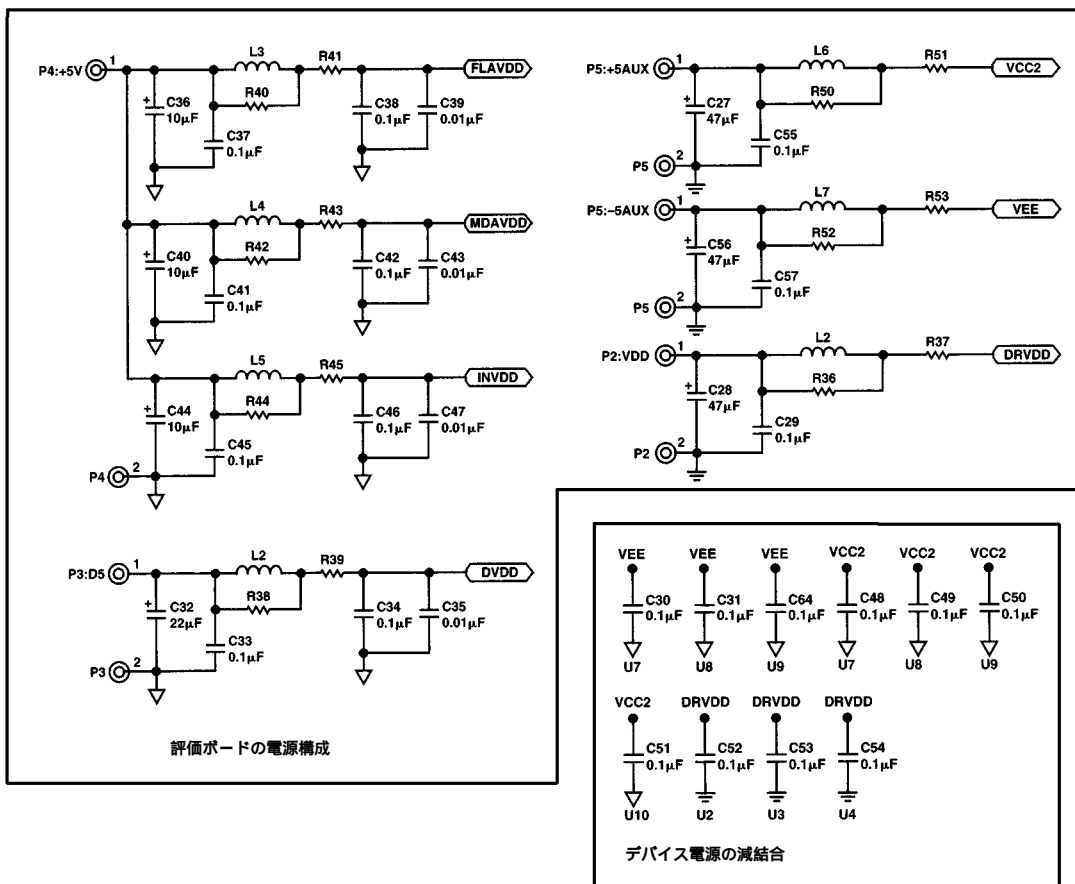 P4:+5V
1
L3
R40
R41
FLAVDD
C36
10μF
C37
0.1μF
C38
0.1μF
C39
0.01μF
L4
R42
R43
MDAVDD
C40
10μF
C41
0.1μF
C42
0.1μF
C43
0.01μF
L5
R44
R45
INVDD
C44
10μF
C45
0.1μF
C46
0.1μF
C47
0.01μF
P4
2
P3:D5
1
L2
R38
R39
DVDD
C32
22μF
C33
0.1μF
C34
0.1μF
C35
0.01μF
P3
2
評価ボードの電源構成
P5:+5AUX
1
L6
R50
R51
VCC2
C27
47μF
C55
0.1μF
P5
2
P5:–5AUX
1
L7
R52
R53
VEE
C56
47μF
C57
0.1μF
P5
2
P2:VDD
1
L2
R36
R37
DRVDD
C28
47μF
C29
0.1μF
P2
2
VEE
C30
0.1μF
U7
VEE
C31
0.1μF
U8
VEE
C64
0.1μF
U9
VCC2
C48
0.1μF
U7
VCC2
C49
0.1μF
U8
VCC2
C50
0.1μF
U9
VCC2
C51
0.1μF
U10
DRVDD
C52
0.1μF
U2
DRVDD
C53
0.1μF
U3
DRVDD
C54
0.1μF
U4
デバイス電源の減結合